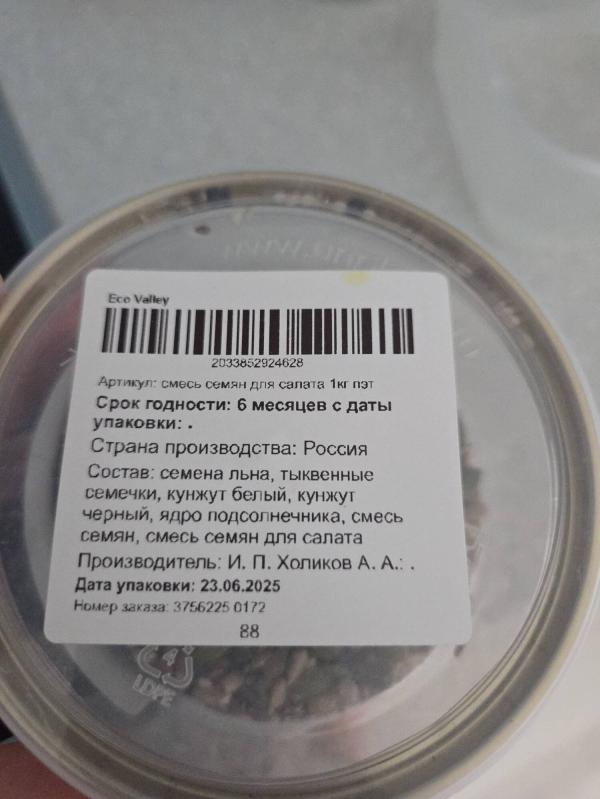 Eco Valley
2033852924628
Артикул: смесь семян для салата 1кг пэт
Срок годности: 6 месяцев с даты
упаковки: .
Страна производства: Россия
Состав: семена льна, тыквенные
семечки, кунжут белый, кунжут
черный, ядро подсолнечника, смесь
семян, смесь семян для салата
Производитель: И. П. Холиков А. А.: .
Дата упаковки: 23.06.2025
Номер заказа: 3756225 0172
88
4
LDPE